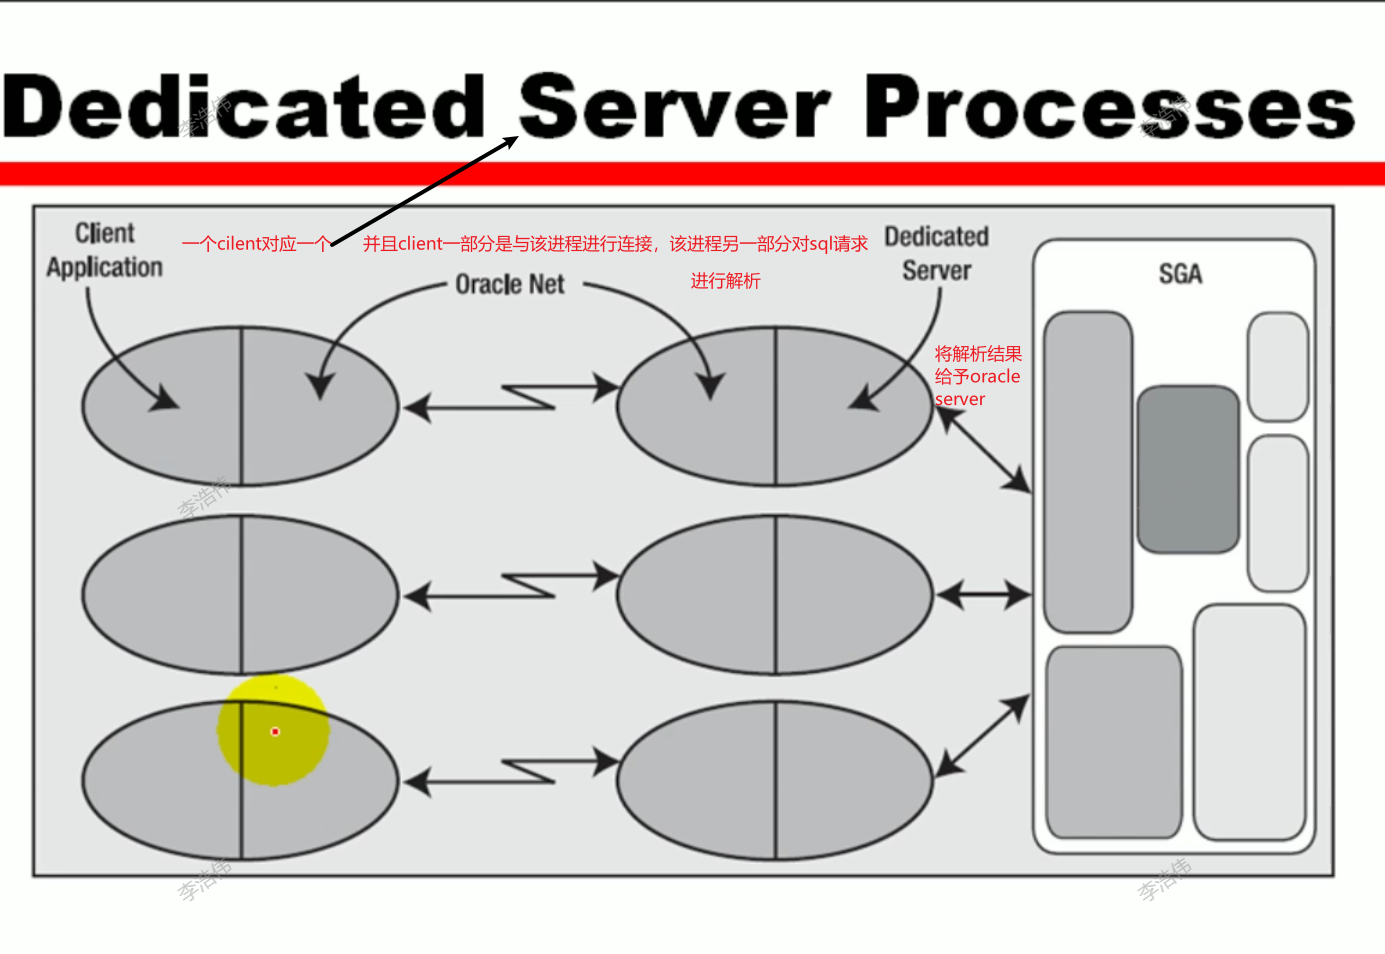 Dedicated Server Processes
Client
Application
一个cilent对应一个
并且client一部分是与该进程进行连接，该进程另一部分对sql请求
进行解析
Oracle Net
Dedicated
Server
SGA
将解析结果
给予oracle
server
李浩伟
李浩伟
李浩伟
李浩伟
李浩伟